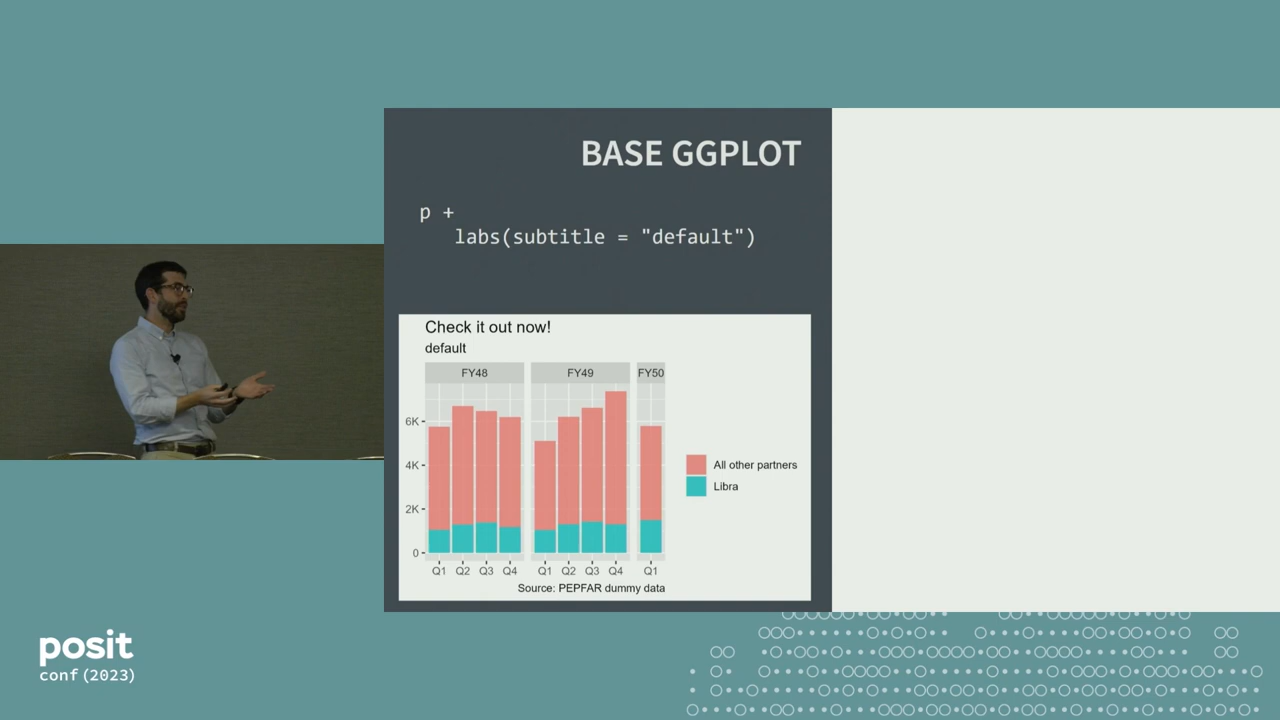 BASE GGPLOT
p +
labs(subtitle = "default")
Check it out now!
default
FY48 FY49 FY50
6K
4K
2K
0
Q1 Q2 Q3 Q4 Q1 Q2 Q3 Q4 Q1
All other partners
Libra
Source: PEPFAR dummy data
posit
conf(2023)